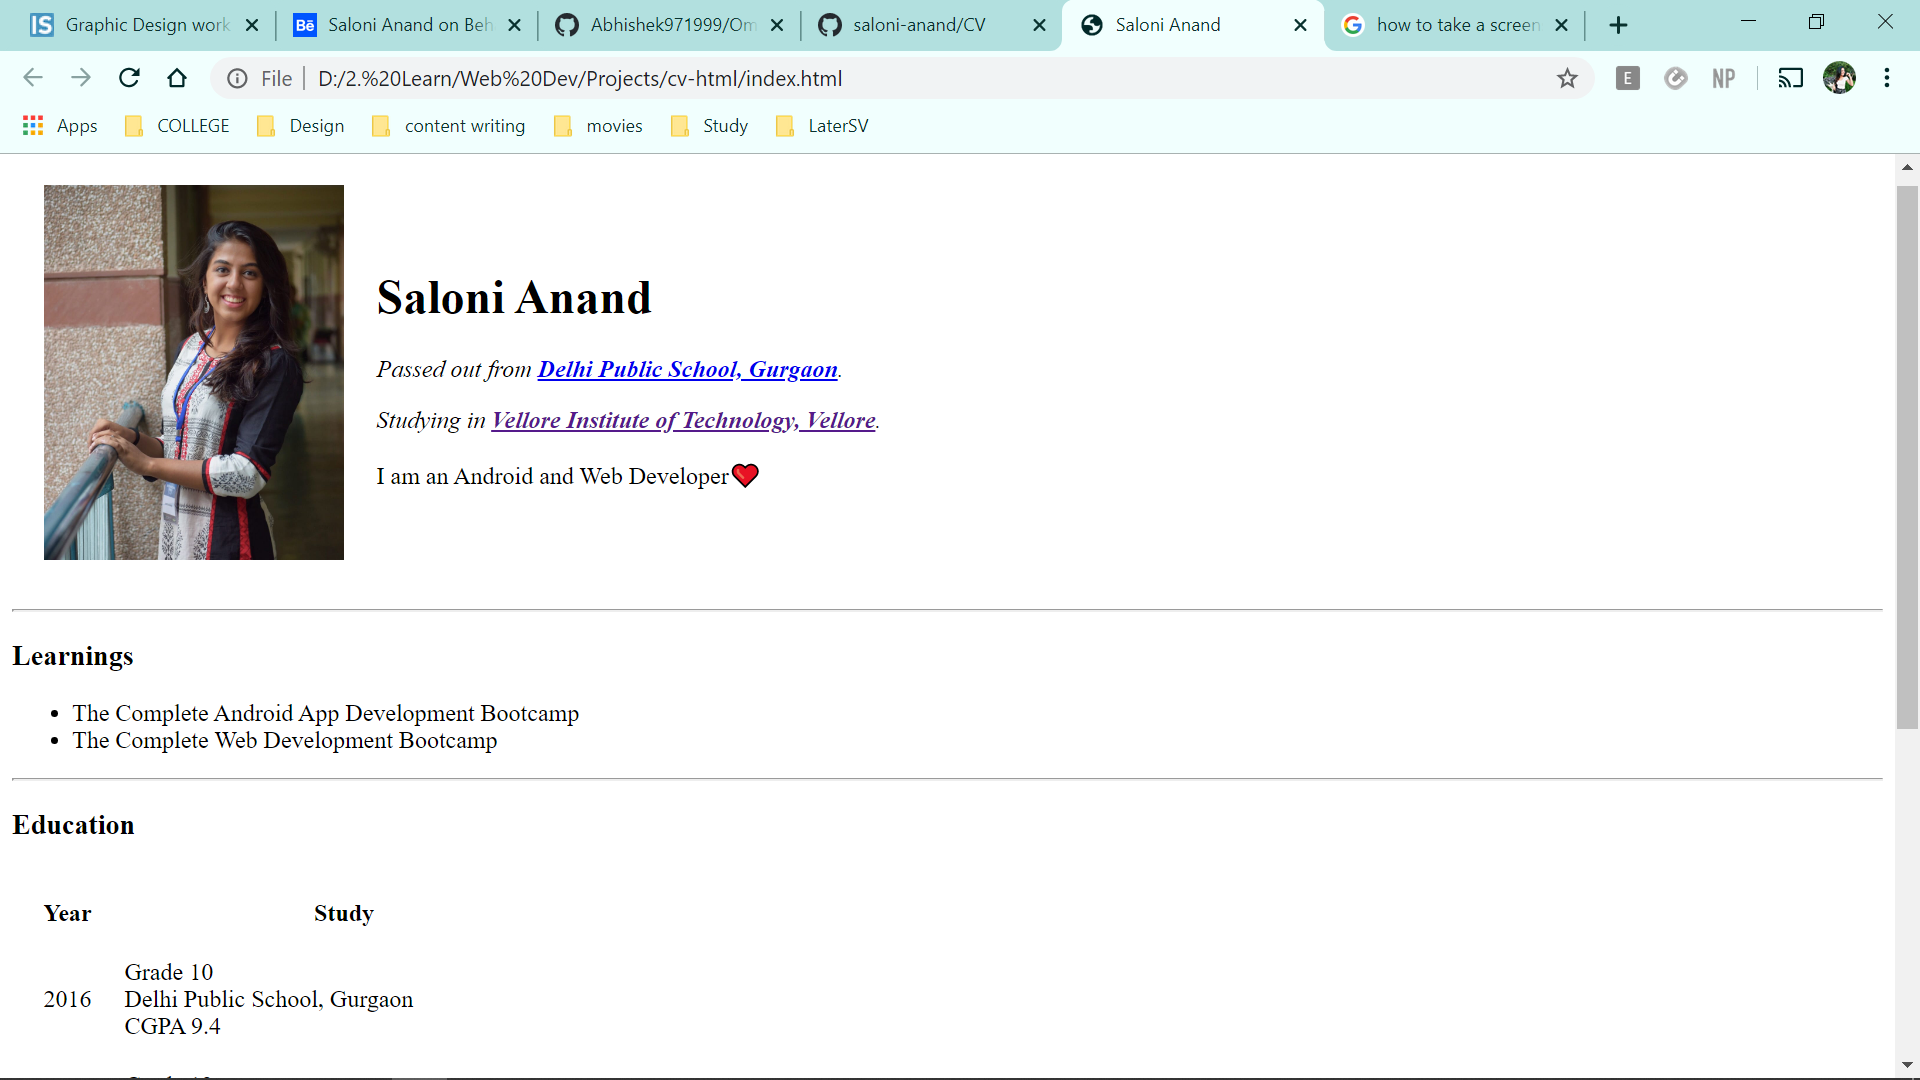 Graphic Design work
Saloni Anand on Beh
Abhishek971999/Om
saloni-anand/CV
Saloni Anand
how to take a screen
File
D:/2.%20Learn/Web%20Dev/Projects/cv-html/index.html
E
NP
Apps
COLLEGE
Design
content writing
movies
Study
LaterSV
Saloni Anand
Passed out from Delhi Public School, Gurgaon.
Studying in Vellore Institute of Technology, Vellore.
I am an Android and Web Developer
Learnings
• The Complete Android App Development Bootcamp
• The Complete Web Development Bootcamp
Education
Year Study
Grade 10
2016 Delhi Public School, Gurgaon
CGPA 9.4